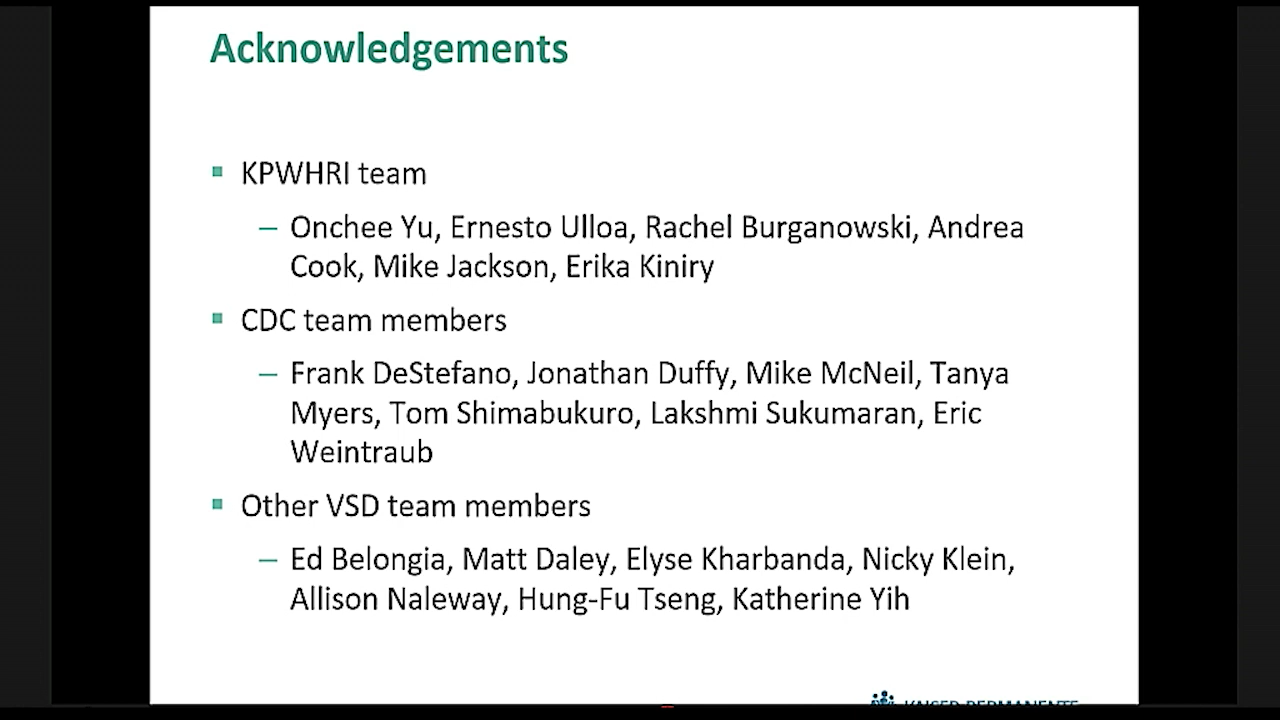 Acknowledgements
KPWHRI team
– Onchee Yu, Ernesto Ulloa, Rachel Burganowski, Andrea
Cook, Mike Jackson, Erika Kiniry
CDC team members
– Frank DeStefano, Jonathan Duffy, Mike McNeil, Tanya
Myers, Tom Shimabukuro, Lakshmi Sukumaran, Eric
Weintraub
Other VSD team members
– Ed Belongia, Matt Daley, Elyse Kharbanda, Nicky Klein,
Allison Naleway, Hung-Fu Tseng, Katherine Yih
KAISER PERMANENTE